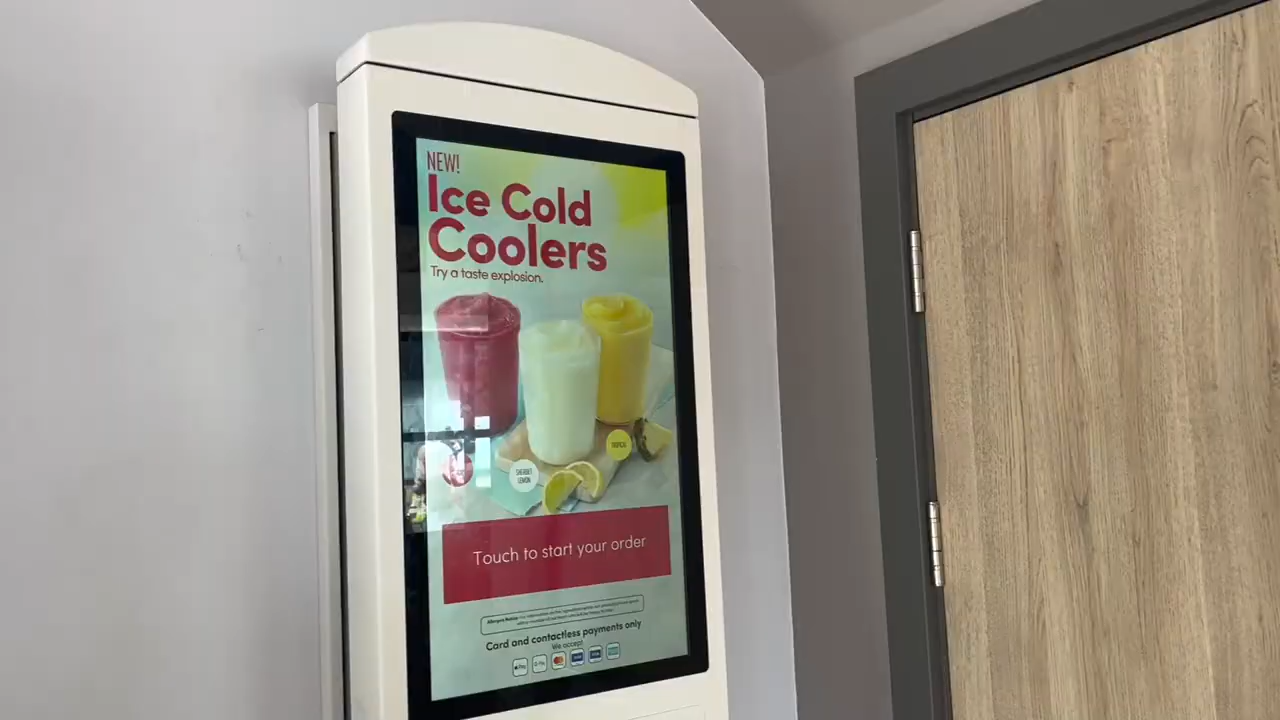 NEW!
Ice Cold
Coolers
Try a taste explosion.
TROPICAL
SHERBET
LEMON
Touch to start your order
Card and contactless payments only
We accept